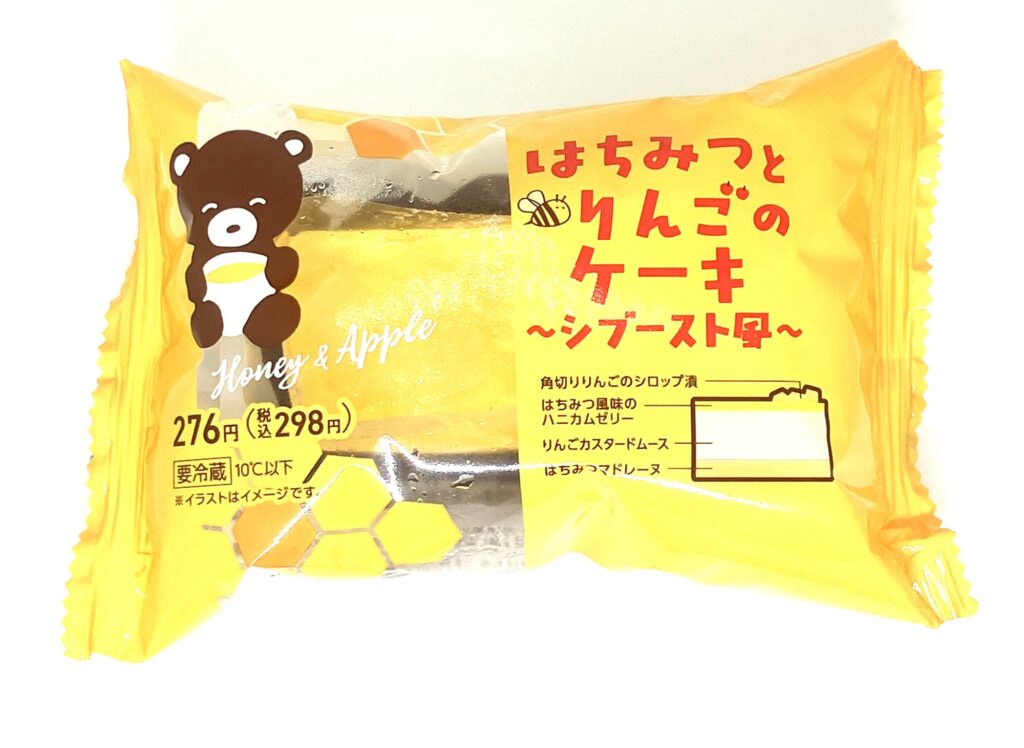 はちみつと
りんごの
ケーキ
~シブースト風~
Honey & Apple
276円(税込298円)
要冷蔵 10℃以下
※イラストはイメージです。
角切りりんごのシロップ漬
はちみつ風味の
ハニカムゼリー
りんごカスタードムース
はちみつマドレーヌ